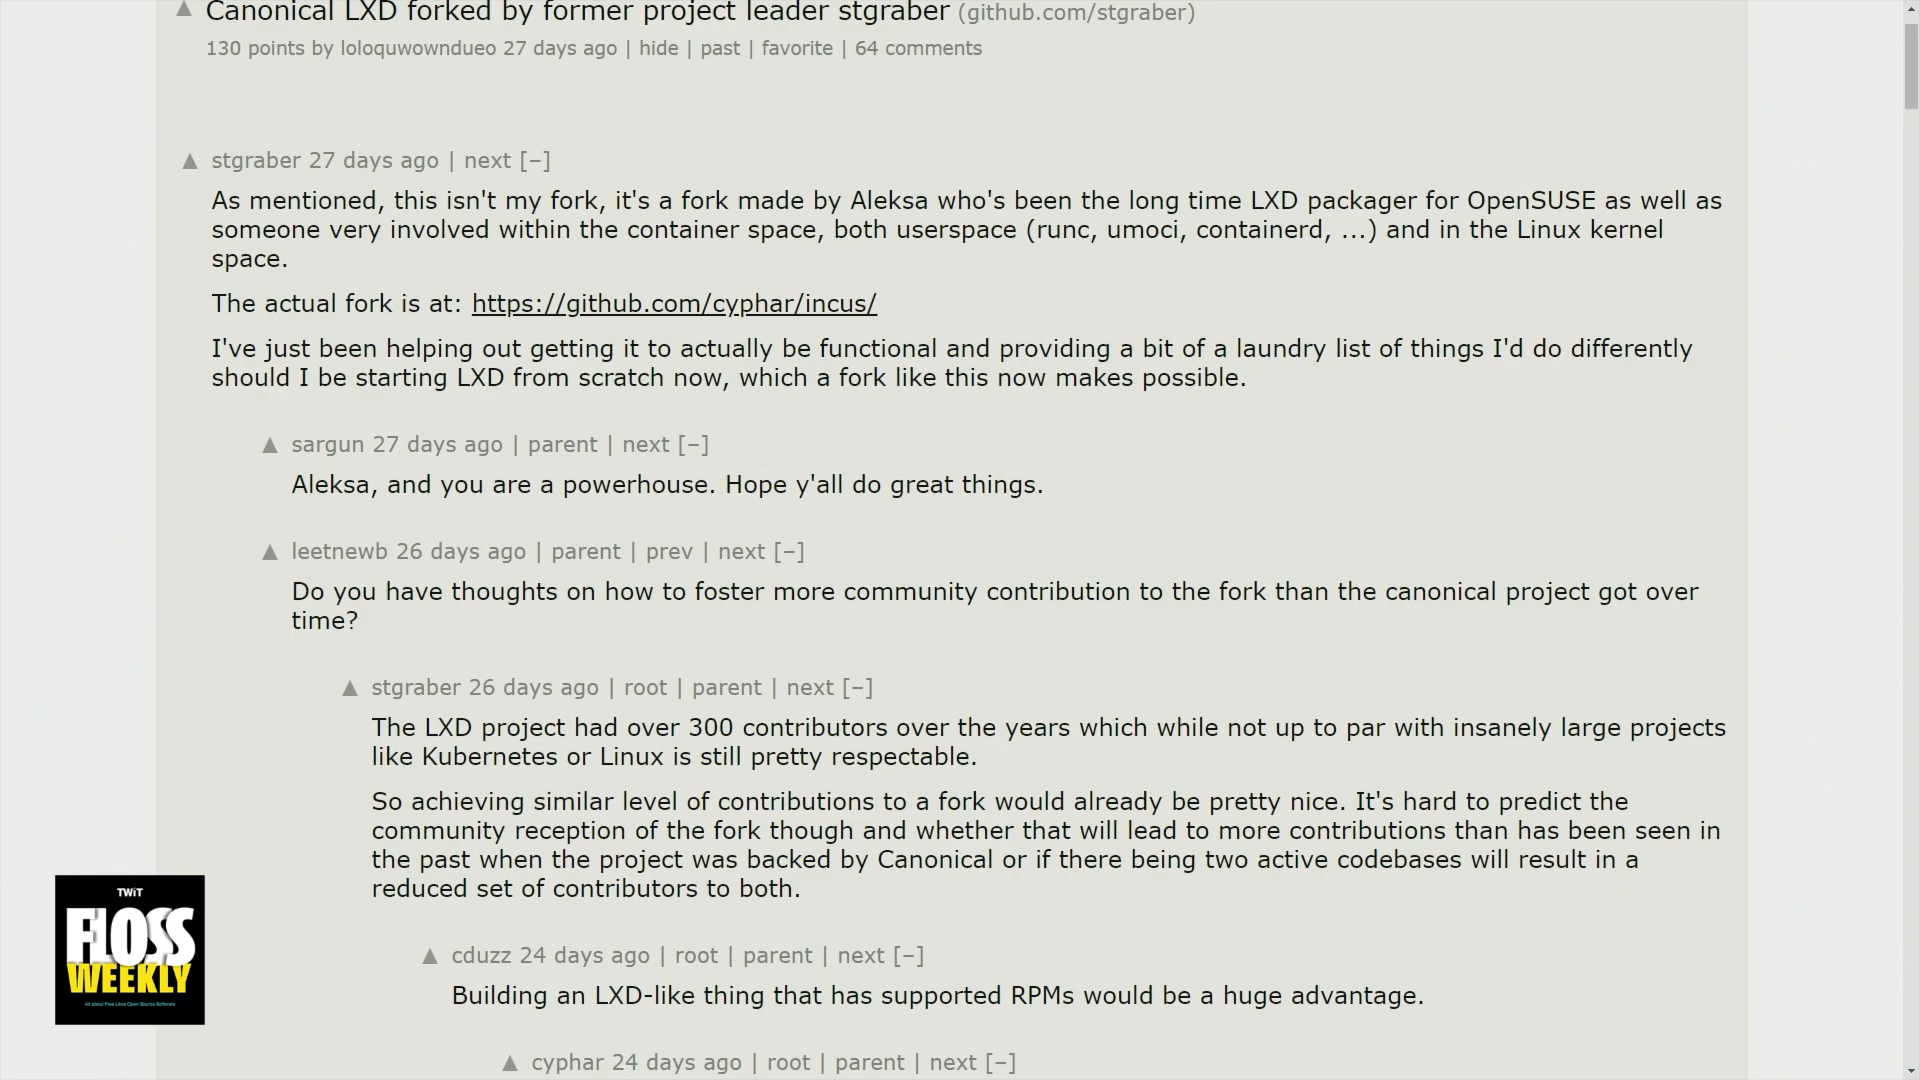 ▲ Canonical LXD forked by former project leader stgraber (github.com/stgraber)
130 points by loloquwowndueo 27 days ago | hide | past | favorite | 64 comments
▲ stgraber 27 days ago | next [–]
As mentioned, this isn't my fork, it's a fork made by Aleksa who's been the long time LXD packager for OpenSUSE as well as
someone very involved within the container space, both userspace (runc, umoci, containerd, ...) and in the Linux kernel
space.
The actual fork is at: https://github.com/cyphar/incus/
I've just been helping out getting it to actually be functional and providing a bit of a laundry list of things I'd do differently
should I be starting LXD from scratch now, which a fork like this now makes possible.
▲ sargun 27 days ago | parent | next [–]
Aleksa, and you are a powerhouse. Hope y'all do great things.
▲ leetnewb 26 days ago | parent | prev | next [–]
Do you have thoughts on how to foster more community contribution to the fork than the canonical project got over
time?
▲ stgraber 26 days ago | root | parent | next [–]
The LXD project had over 300 contributors over the years which while not up to par with insanely large projects
like Kubernetes or Linux is still pretty respectable.
So achieving similar level of contributions to a fork would already be pretty nice. It's hard to predict the
community reception of the fork though and whether that will lead to more contributions than has been seen in
the past when the project was backed by Canonical or if there being two active codebases will result in a
reduced set of contributors to both.
▲ cduzz 24 days ago | root | parent | next [–]
Building an LXD-like thing that has supported RPMs would be a huge advantage.
▲ cyphar 24 days ago | root | parent | next [–]
TWiT
FLOSS
WEEKLY
All about Free Libre Open Source Software